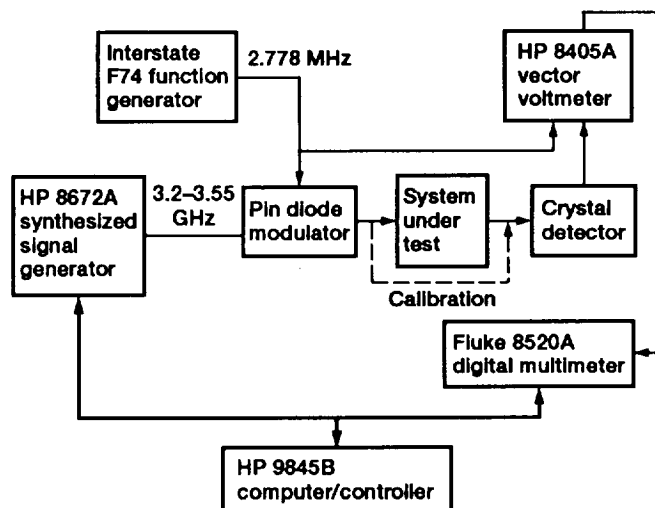 Interstate
F74 function
generator
2.778 MHz
HP 8405A
vector
voltmeter
HP 8672A
synthesized
signal
generator
3.2–3.55
GHz
Pin diode
modulator
System
under
test
Crystal
detector
Calibration
Fluke 8520A
digital multimeter
HP 9845B
computer/controller